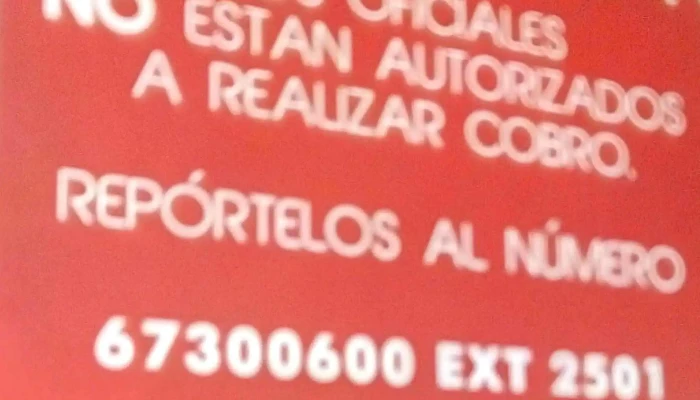 OFICIALES
NO ESTAN AUTORIZADOS
A REALIZAR COBRO.
REPÓRTELOS AL NÚMERO
67300600 EXT 2501